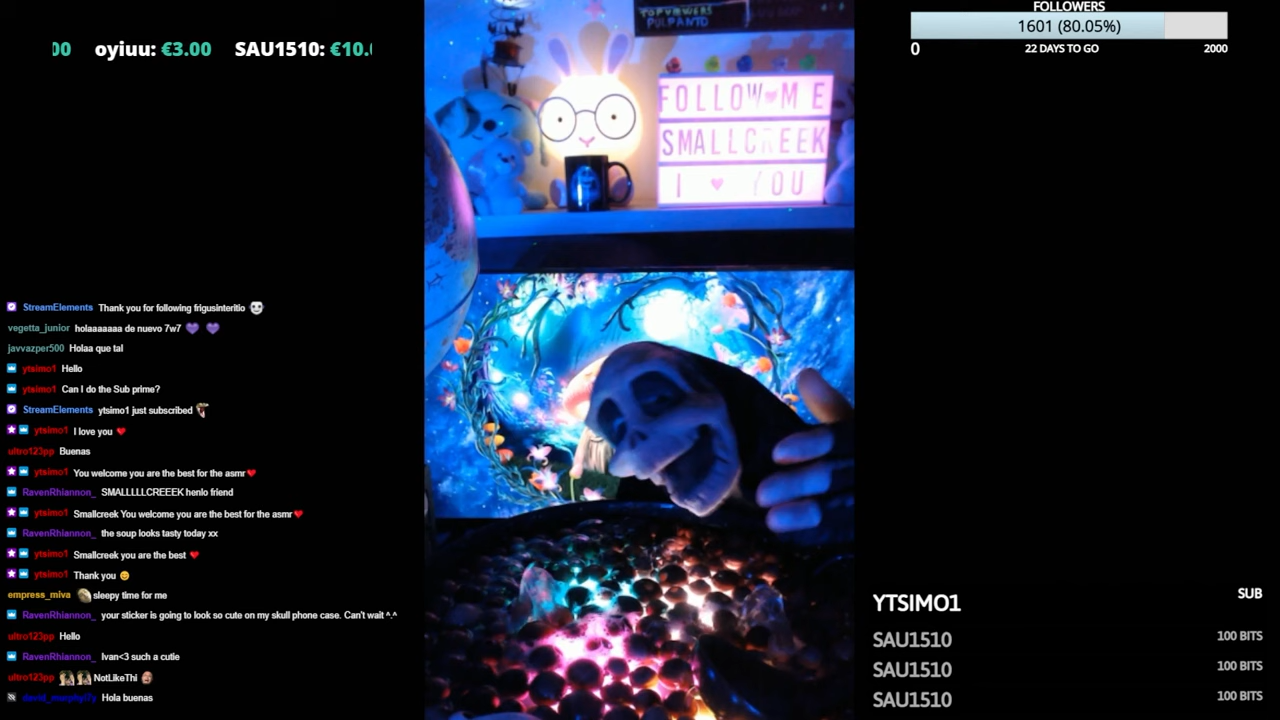 00 oyiuu: €3.00 SAU1510: €10.
TOP VIEWERS
PULPANTO
FOLLOW♥ME
SMALLCREEK
I ♥ YOU
FOLLOWERS
1601 (80.05%)
0 22 DAYS TO GO 2000
StreamElements Thank you for following frigusinteritio
vegetta_junior holaaaaaaa de nuevo 7w7
javvazper500 Holaa que tal
ytsimo1 Hello
ytsimo1 Can I do the Sub prime?
StreamElements ytsimo1 just subscribed
ytsimo1 I love you
ultro123pp Buenas
ytsimo1 You welcome you are the best for the asmr
RavenRhiannon_ SMALLLLLCREEEK henlo friend
ytsimo1 Smallcreek You welcome you are the best for the asmr
RavenRhiannon_ the soup looks tasty today xx
ytsimo1 Smallcreek you are the best
ytsimo1 Thank you
empress_miva sleepy time for me
RavenRhiannon_ your sticker is going to look so cute on my skull phone case. Can't wait ^.^
ultro123pp Hello
RavenRhiannon_ Ivan<3 such a cutie
ultro123pp NotLikeThi
Hola buenas
YTSIMO1 SUB
SAU1510 100 BITS
SAU1510 100 BITS
SAU1510 100 BITS